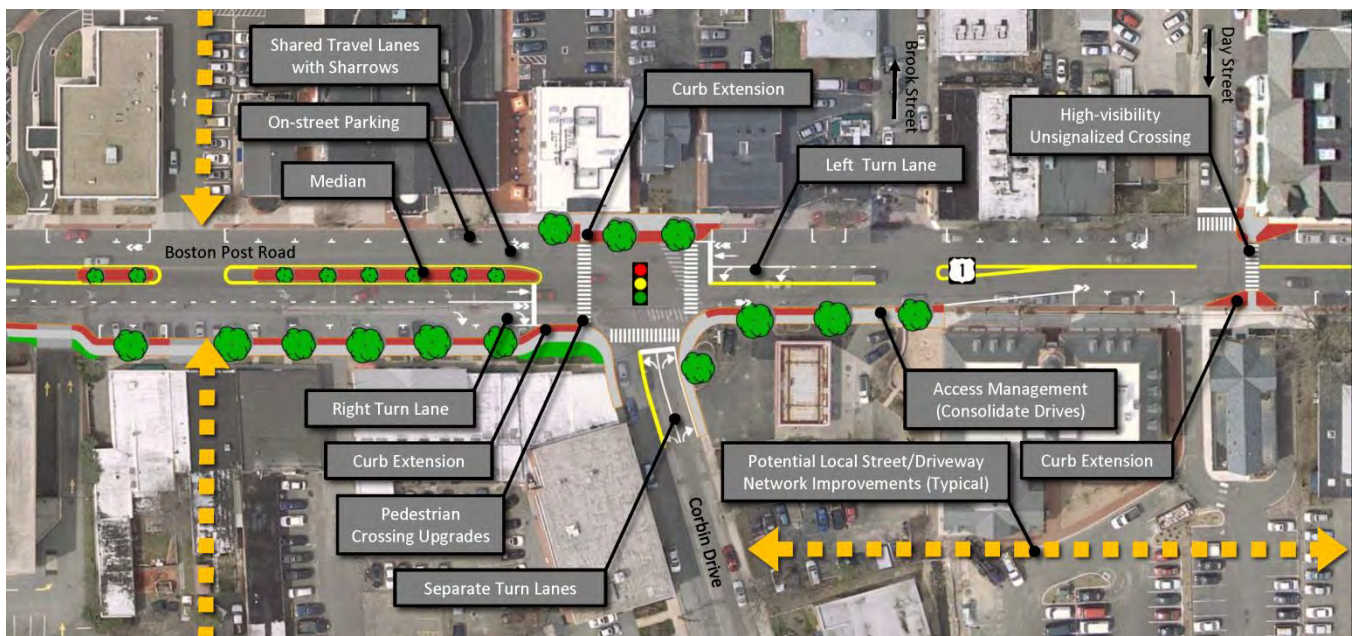 Shared Travel Lanes
with Sharrows
On-street Parking
Median
Curb Extension
Brook Street
Left Turn Lane
Day Street
High-visibility
Unsignalized Crossing
Boston Post Road
1
Right Turn Lane
Curb Extension
Pedestrian
Crossing Upgrades
Separate Turn Lanes
Corbin Drive
Access Management
(Consolidate Drives)
Potential Local Street/Driveway
Network Improvements (Typical)
Curb Extension